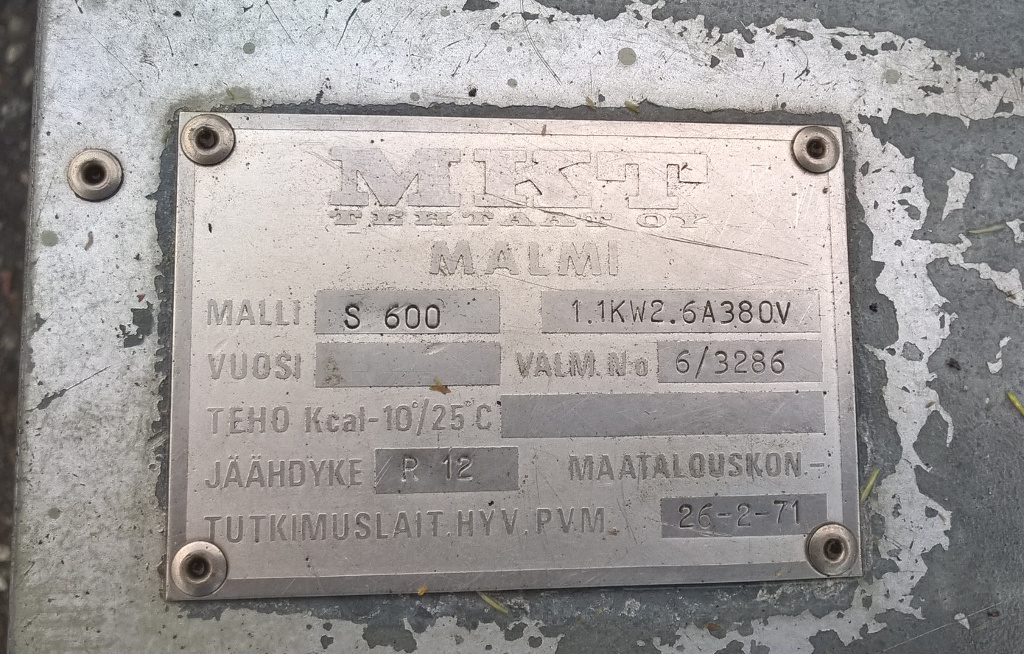 MKT
TEHTAAT OY
MALMI
MALLI S 600 1.1KW2.6A380V
VUOSI VALM. No 6/3286
TEHO Kcal-10°/25°C
JÄÄHDYKE R 12 MAATALOUSKON-
TUTKIMUSLAIT.HYV.PVM. 26-2-71